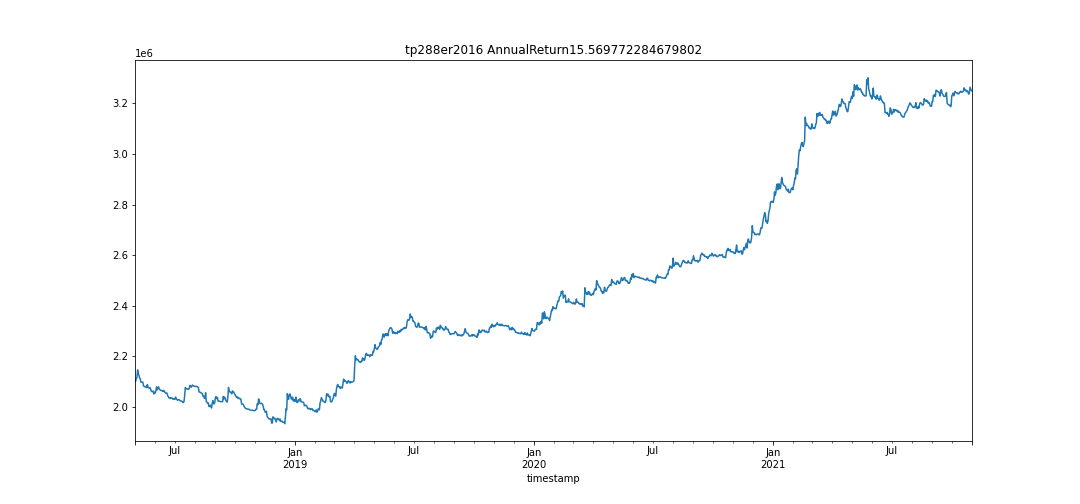 tp288er2016 AnnualReturn15.569772284679802
1e6
3.2
3.0
2.8
2.6
2.4
2.2
2.0
Jul
Jan
2019
Jul
Jan
2020
Jul
Jan
2021
Jul
timestamp